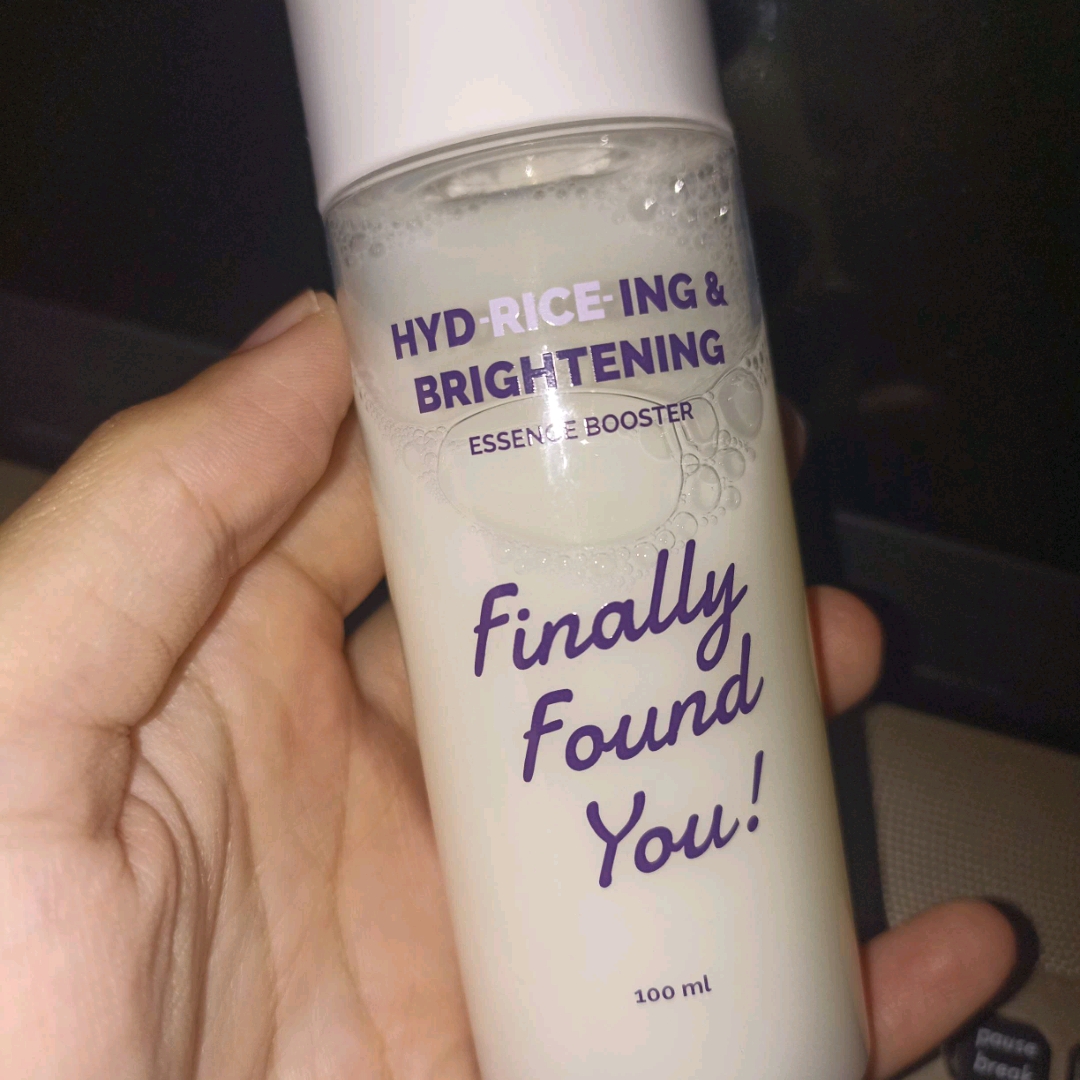 HYD-RICE-ING &
BRIGHTENING
ESSENCE BOOSTER
Finally
Found
You!
100 ml
pause
break